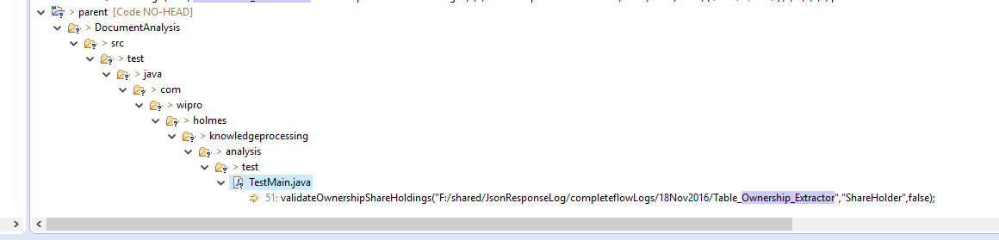 > parent [Code NO-HEAD]
> DocumentAnalysis
> src
> test
> java
> com
> wipro
> holmes
> knowledgeprocessing
> analysis
> test
TestMain.java
51: validateOwnershipShareHoldings("F:/shared/JsonResponseLog/completeflowLogs/18Nov2016/Table_Ownership_Extractor","ShareHolder",false);